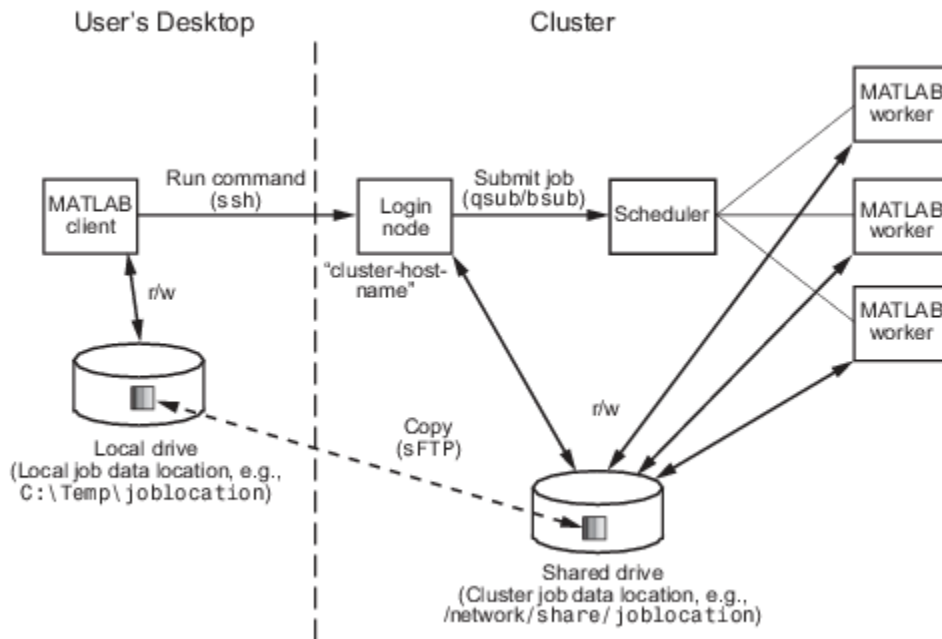 User's Desktop
Cluster
MATLAB
worker
Run command
(ssh)
Submit job
(qsub/bsub)
MATLAB
client
Login
node
Scheduler
MATLAB
worker
"cluster-host-
name"
r/w
MATLAB
worker
r/w
Copy
(sFTP)
Local drive
(Local job data location, e.g.,
C:\Temp\joblocation)
Shared drive
(Cluster job data location, e.g.,
/network/share/joblocation)